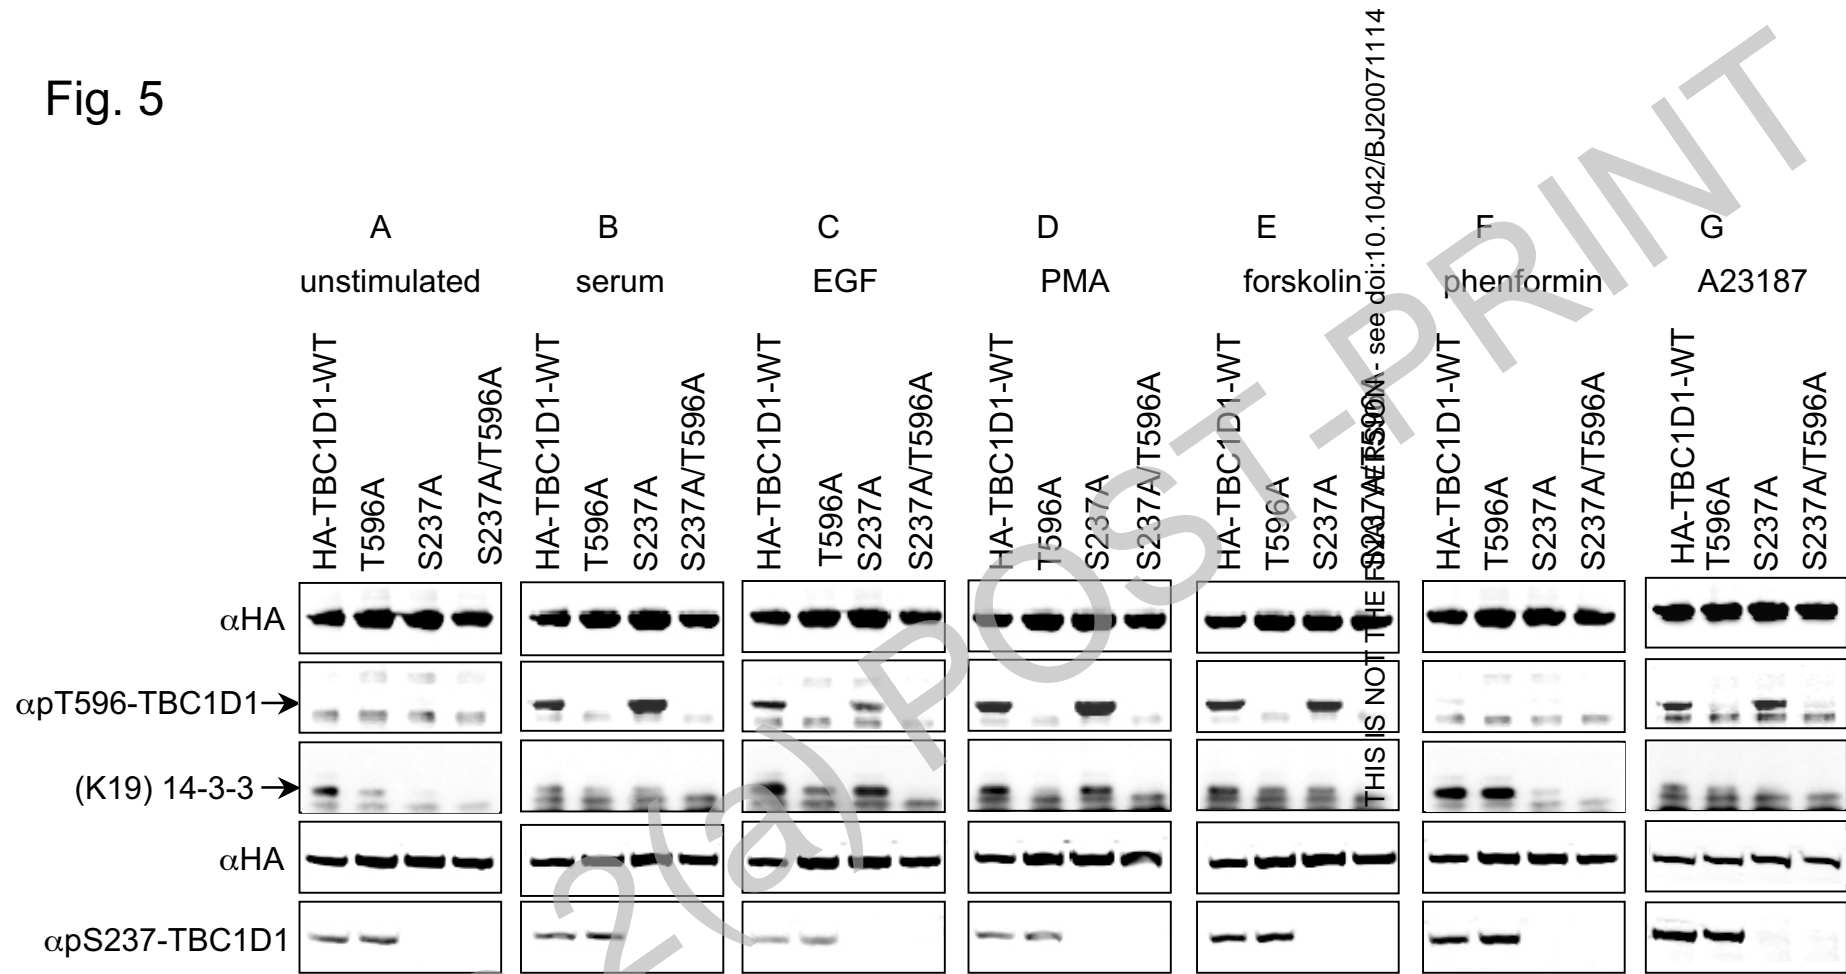 Fig. 5
A B C D E F G
unstimulated serum EGF PMA forskolin phenformin A23187
HA-TBC1D1-WT
T596A
S237A
S237A/T596A
HA-TBC1D1-WT
T596A
S237A
S237A/T596A
HA-TBC1D1-WT
T596A
S237A
S237A/T596A
HA-TBC1D1-WT
T596A
S237A
S237A/T596A
HA-TBC1D1-WT
T596A
S237A
S237A/T596A
HA-TBC1D1-WT
T596A
S237A
S237A/T596A
HA-TBC1D1-WT
T596A
S237A
S237A/T596A
αHA
αpT596-TBC1D1
(K19) 14-3-3
αHA
αpS237-TBC1D1
THIS IS NOT THE FINAL VERSION - see doi:10.1042/BJ20071114
2(a) POST-PRINT